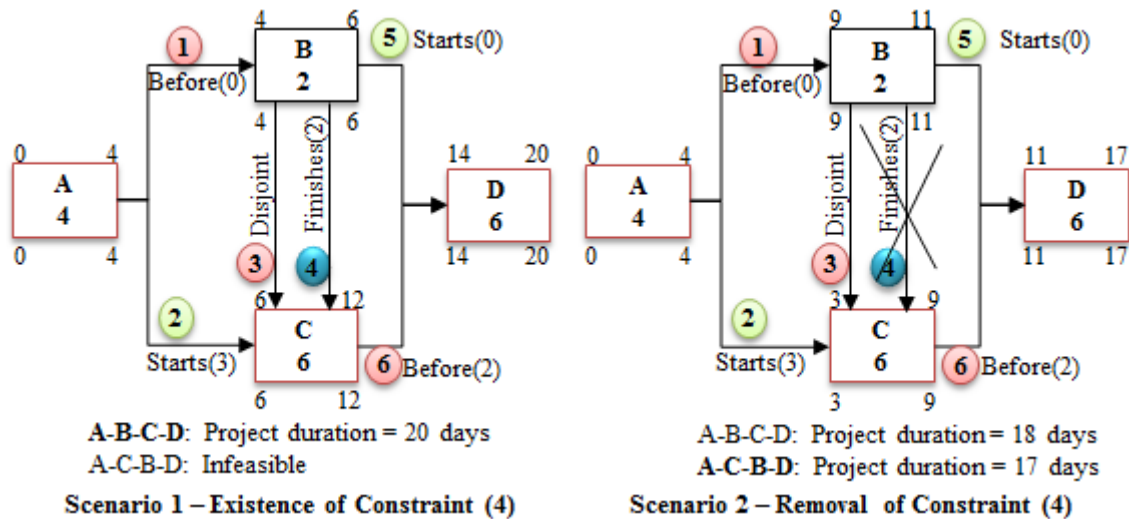 4 6 5 Starts(0)
1 B
Before(0) 2
4 6
0 4 Disjoint Finishes(2) 14 20
A D
4 6
0 4 14 20
3 4
6 12
2 C
Starts(3) 6 6 Before(2)
6 12
A-B-C-D: Project duration = 20 days
A-C-B-D: Infeasible
Scenario 1 – Existence of Constraint (4)
9 11 5 Starts(0)
1 B
Before(0) 2
9 11
0 4 Disjoint Finishes(2) 11 17
A D
4 6
0 4 11 17
3 4
3 9
2 C
Starts(3) 6 6 Before(2)
3 9
A-B-C-D: Project duration = 18 days
A-C-B-D: Project duration = 17 days
Scenario 2 – Removal of Constraint (4)